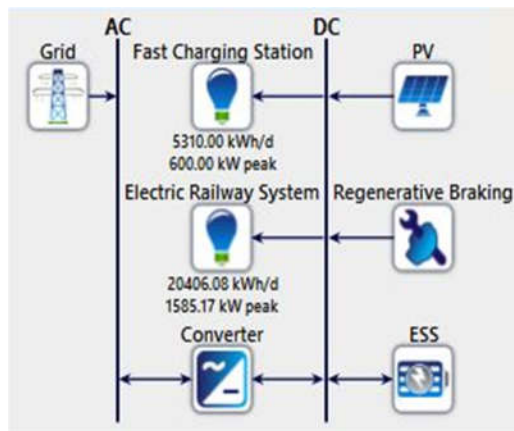 AC
DC
Grid
Fast Charging Station
PV
5310.00 kWh/d
600.00 kW peak
Electric Railway System
Regenerative Braking
20406.08 kWh/d
1585.17 kW peak
Converter
ESS